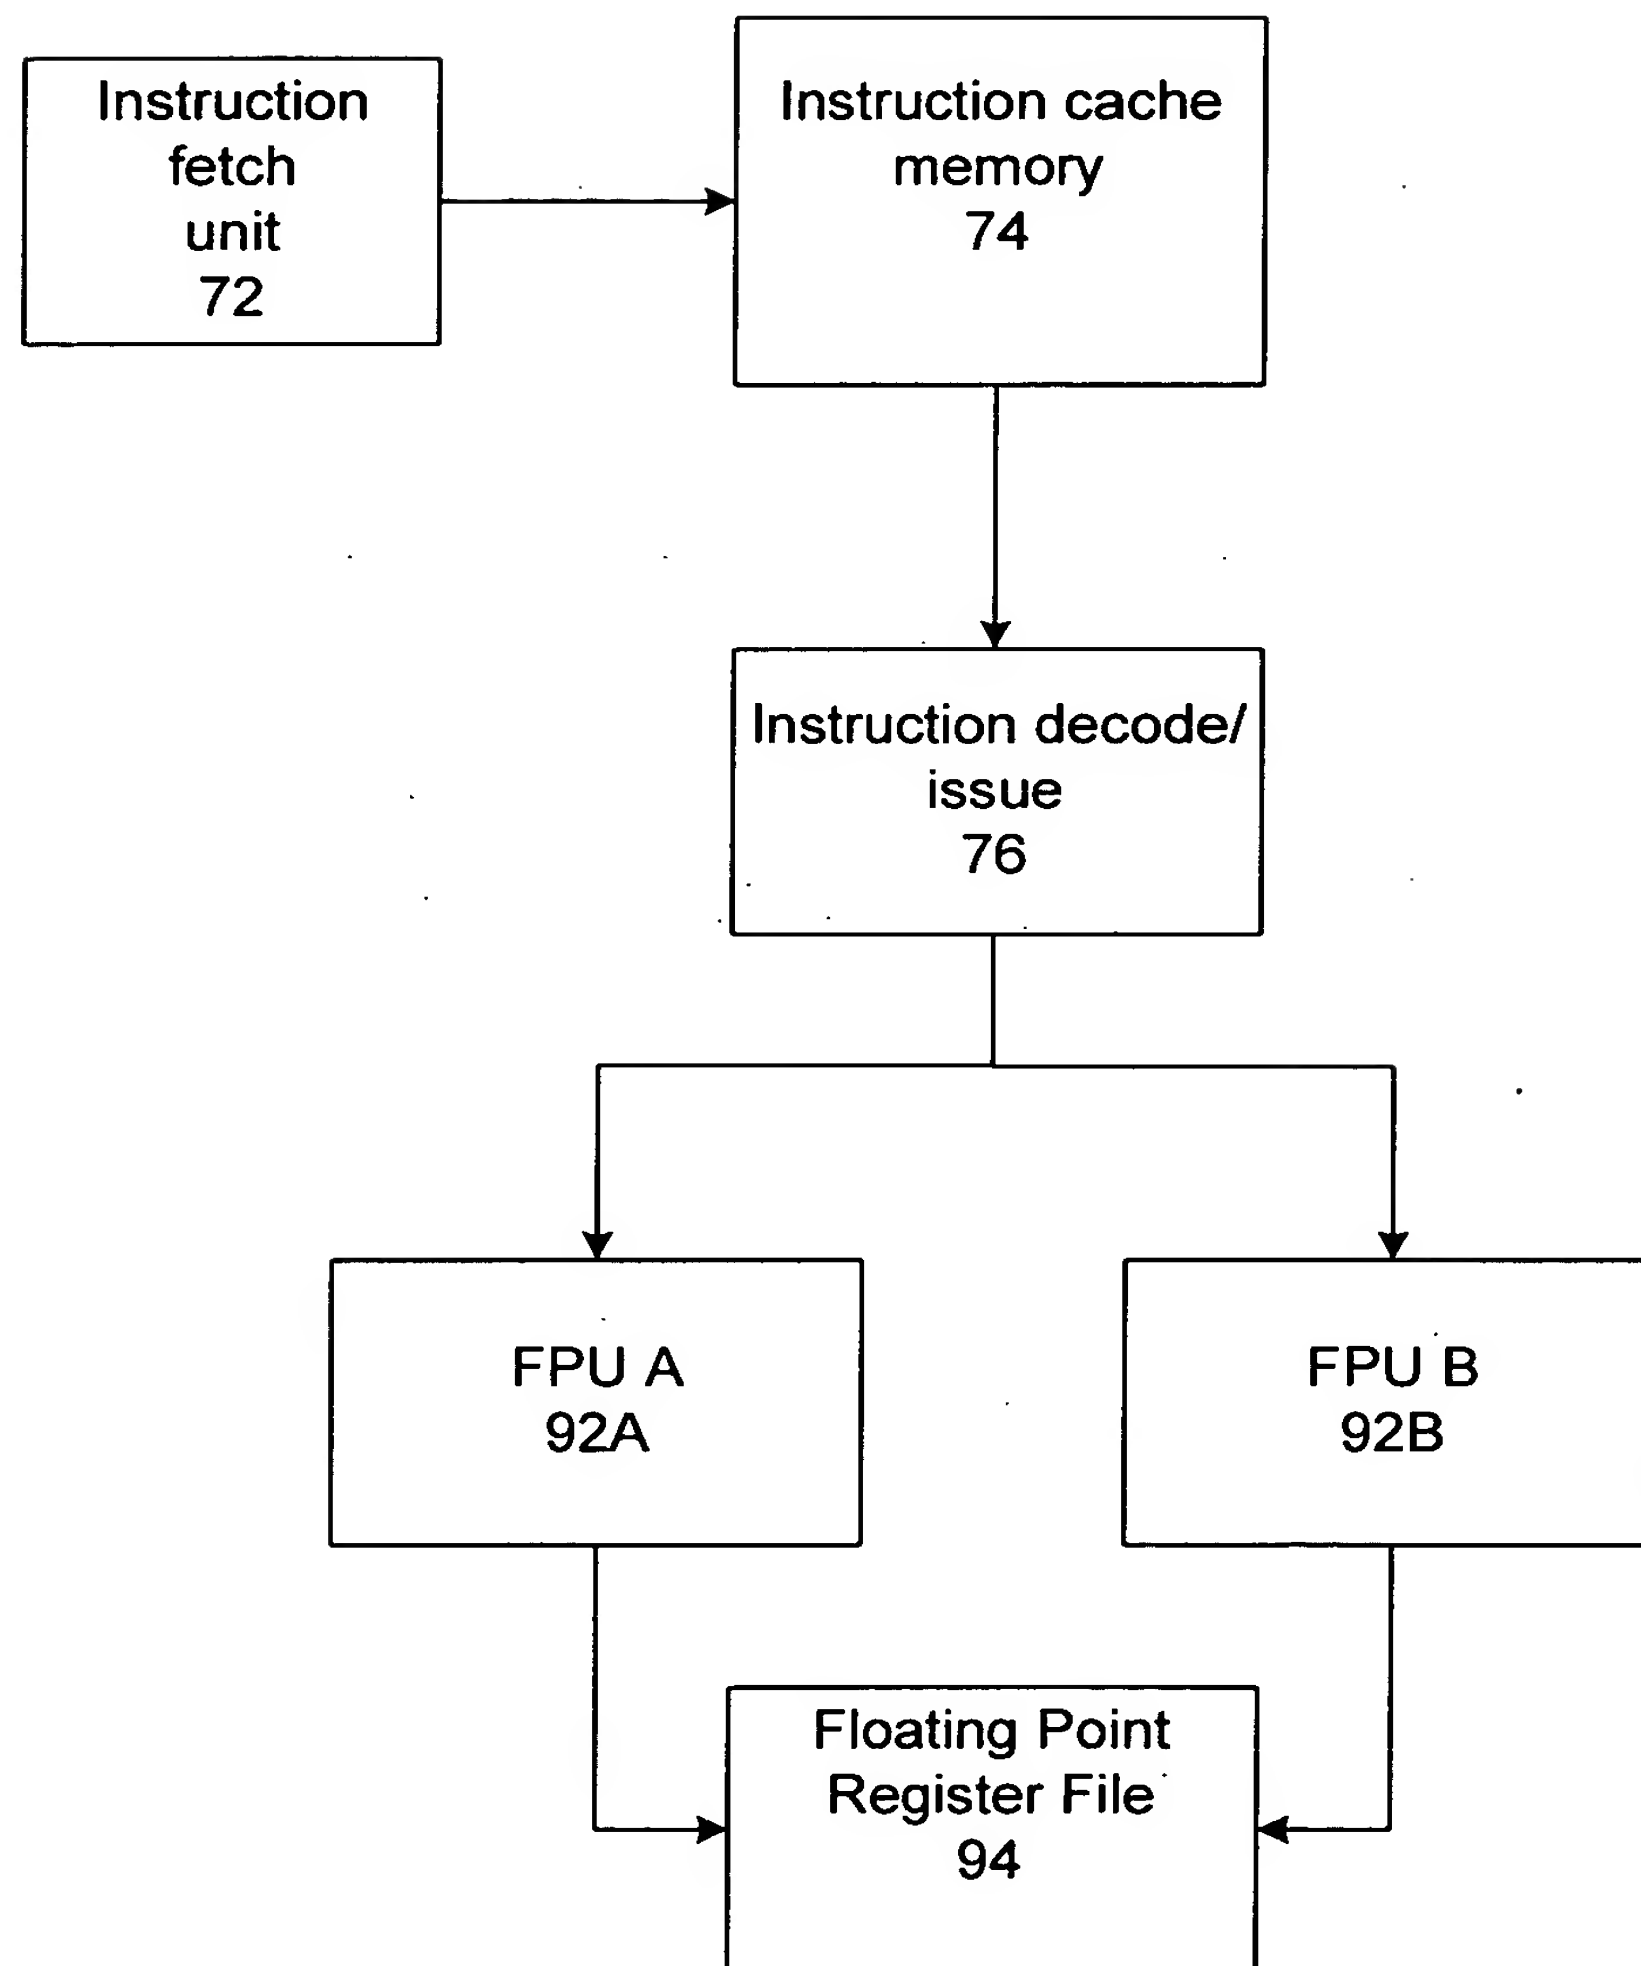 Instruction
fetch
unit
72
Instruction cache
memory
74
Instruction decode/
issue
76
FPU A
92A
FPU B
92B
Floating Point
Register File
94